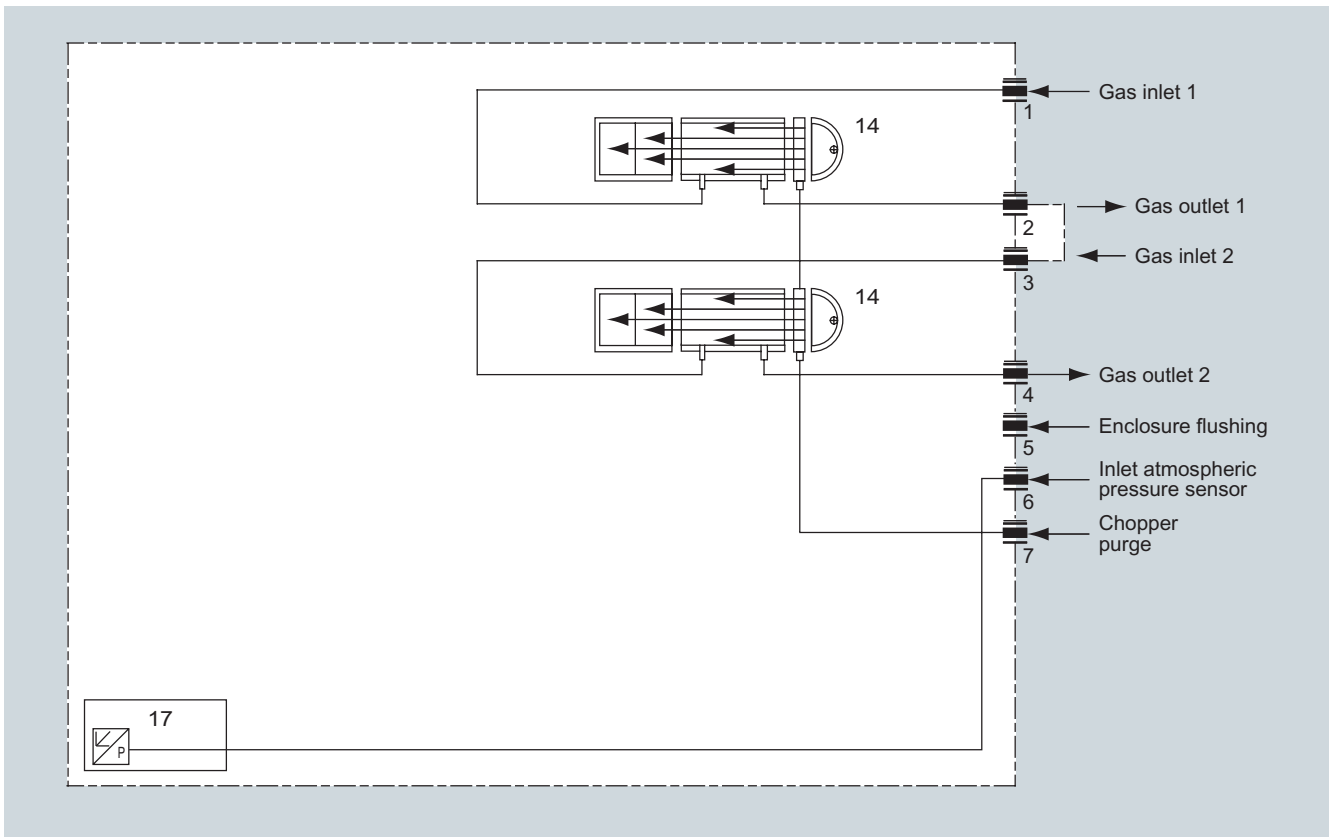 Gas inlet 1
1
14
Gas outlet 1
2
Gas inlet 2
3
14
Gas outlet 2
4
Enclosure flushing
5
Inlet atmospheric
pressure sensor
6
Chopper
purge
7
17
P